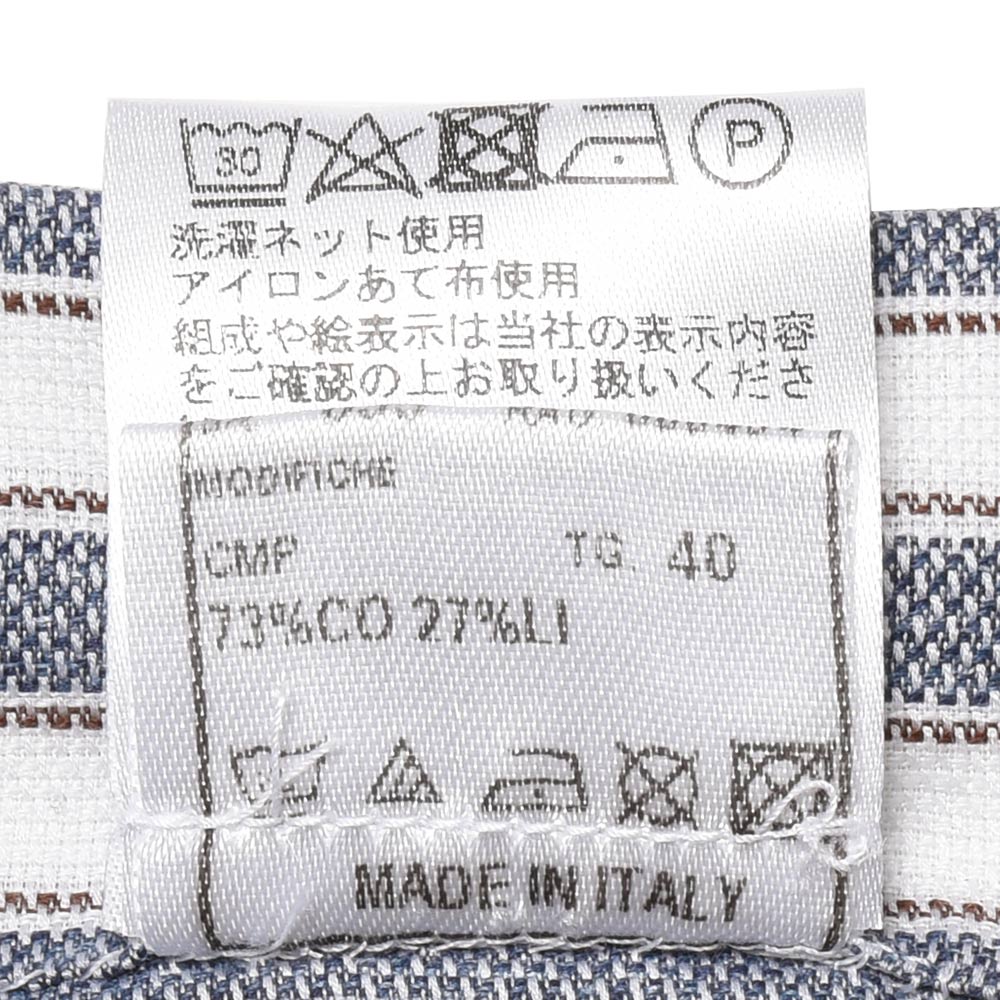 30 P
洗濯ネット使用
アイロンあて布使用
組成や絵表示は当社の表示内容
をご確認の上お取り扱いくださ
MODIFICHE
CMP TG. 40
73%CO 27%LI
30
MADE IN ITALY